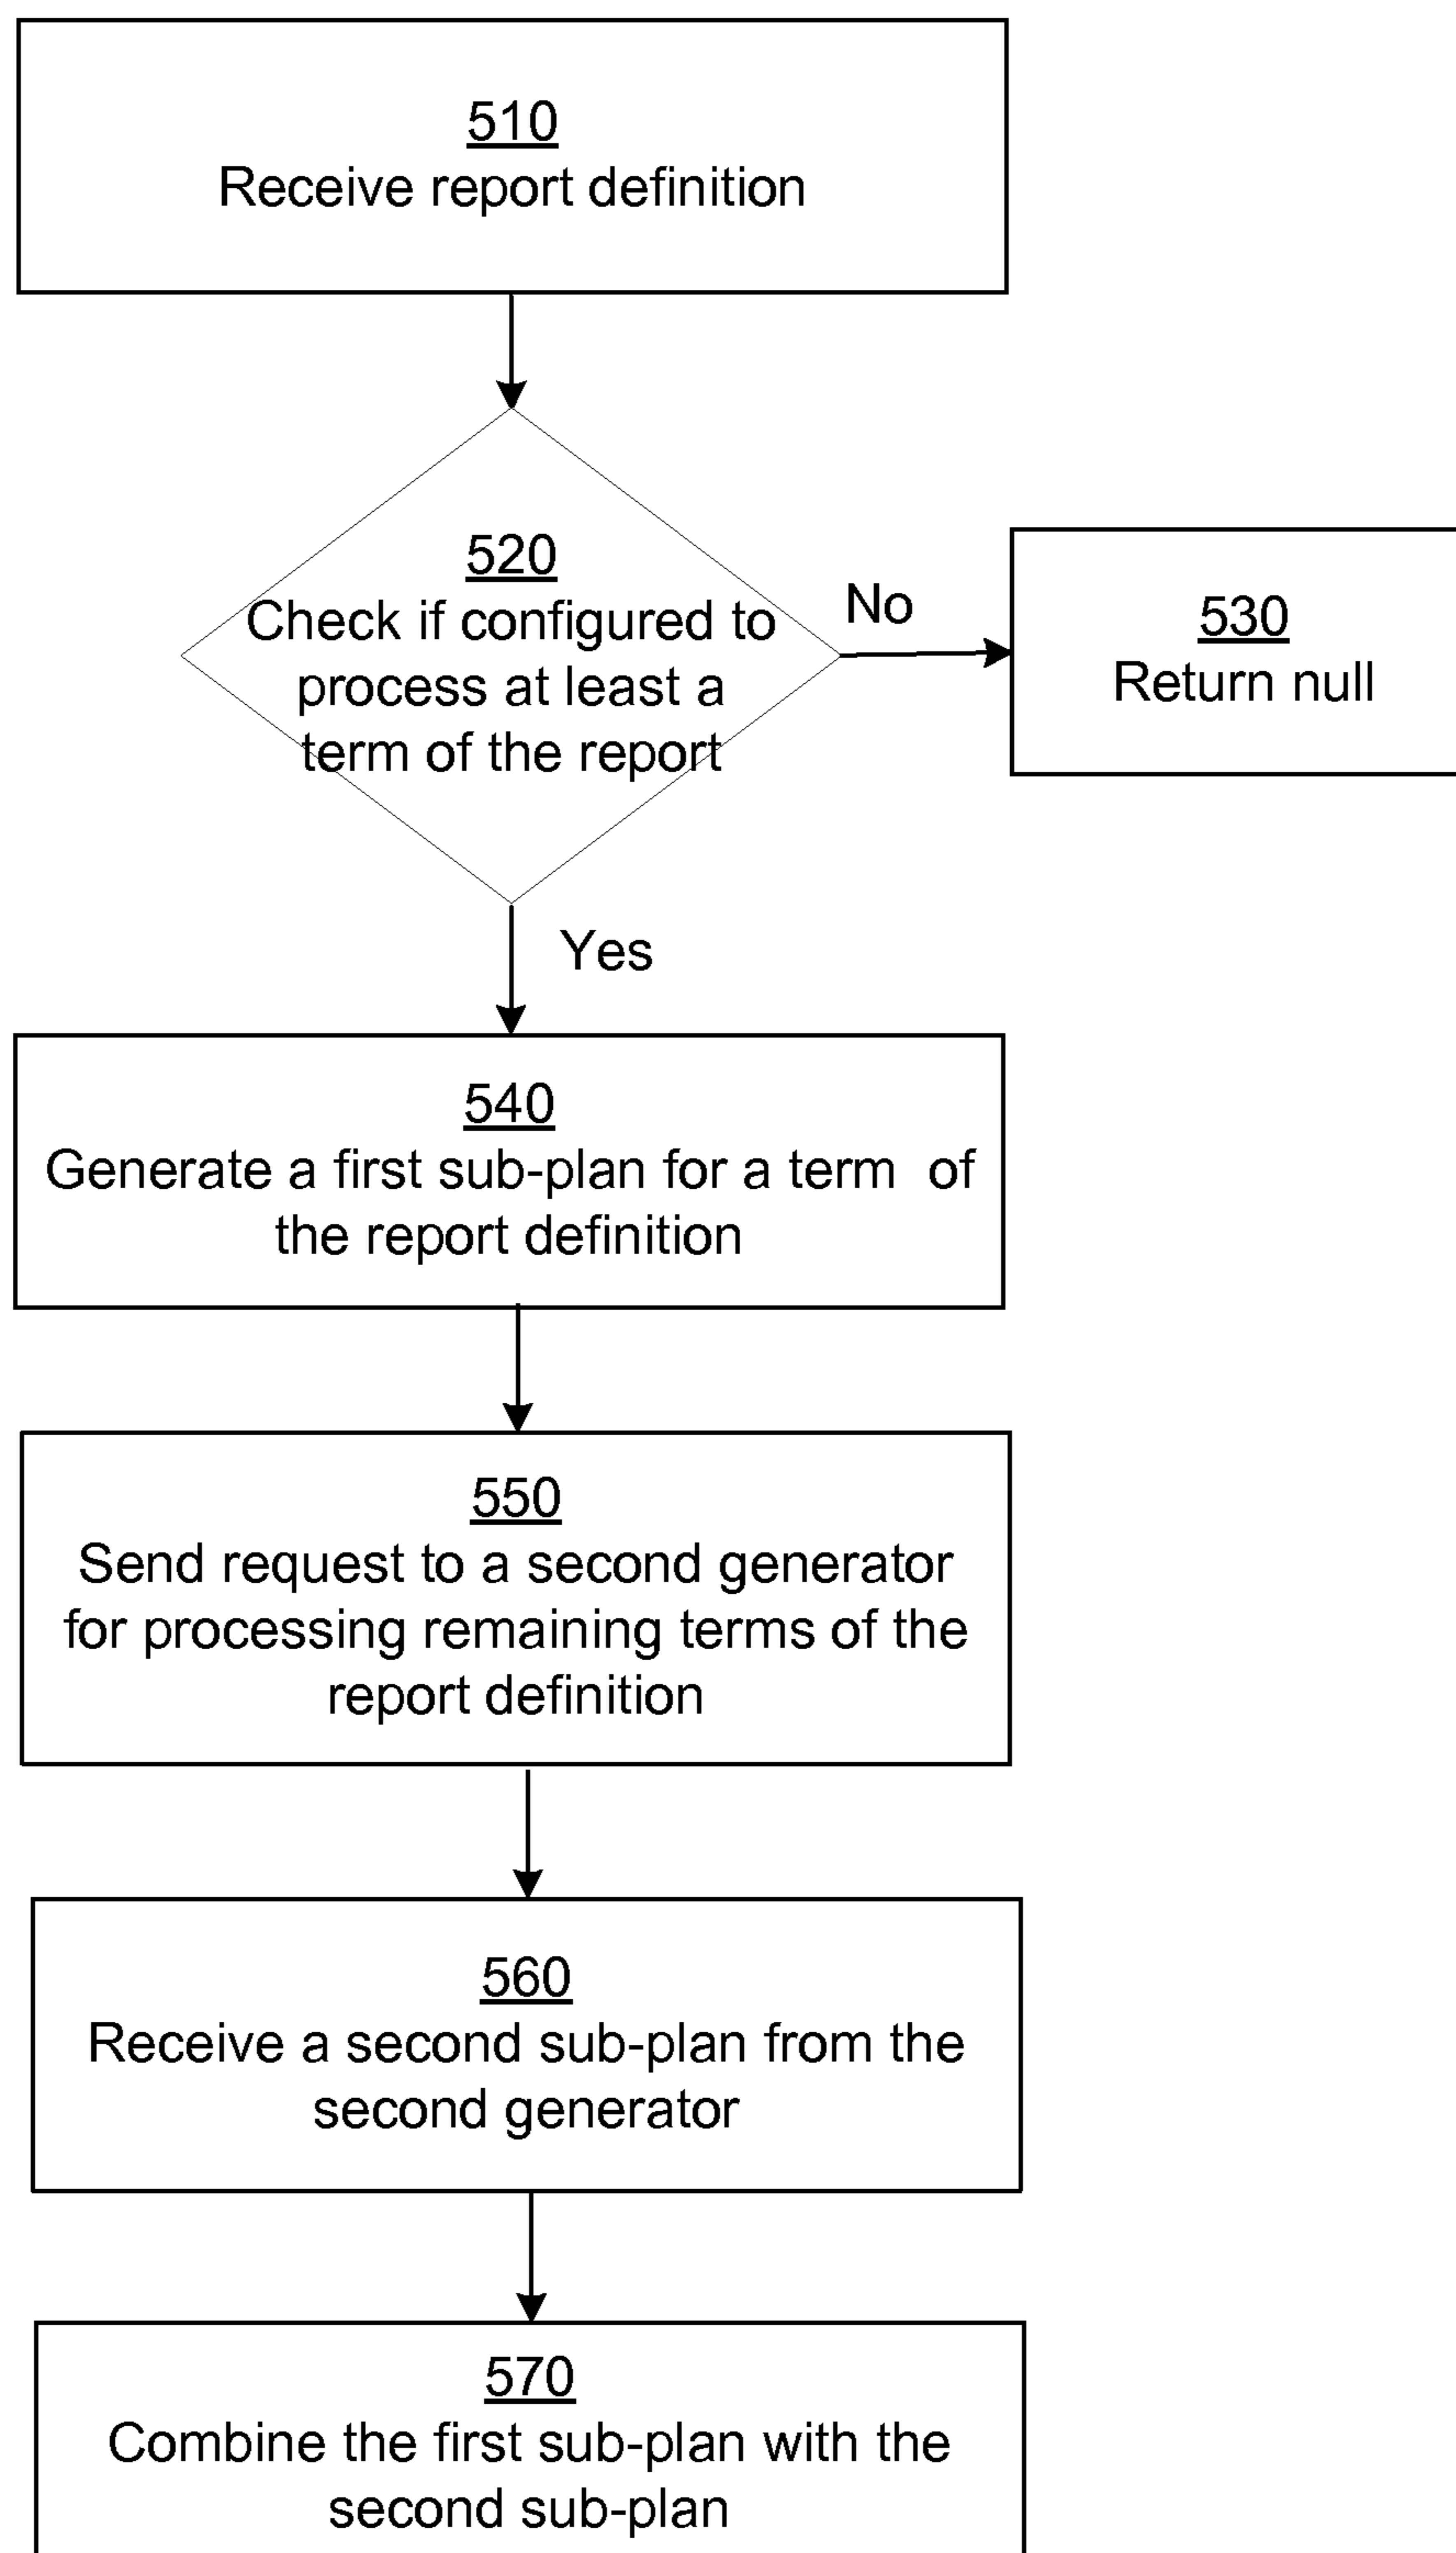 510
Receive report definition
520
Check if configured to
process at least a
term of the report
No
530
Return null
Yes
540
Generate a first sub-plan for a term of
the report definition
550
Send request to a second generator
for processing remaining terms of the
report definition
560
Receive a second sub-plan from the
second generator
570
Combine the first sub-plan with the
second sub-plan